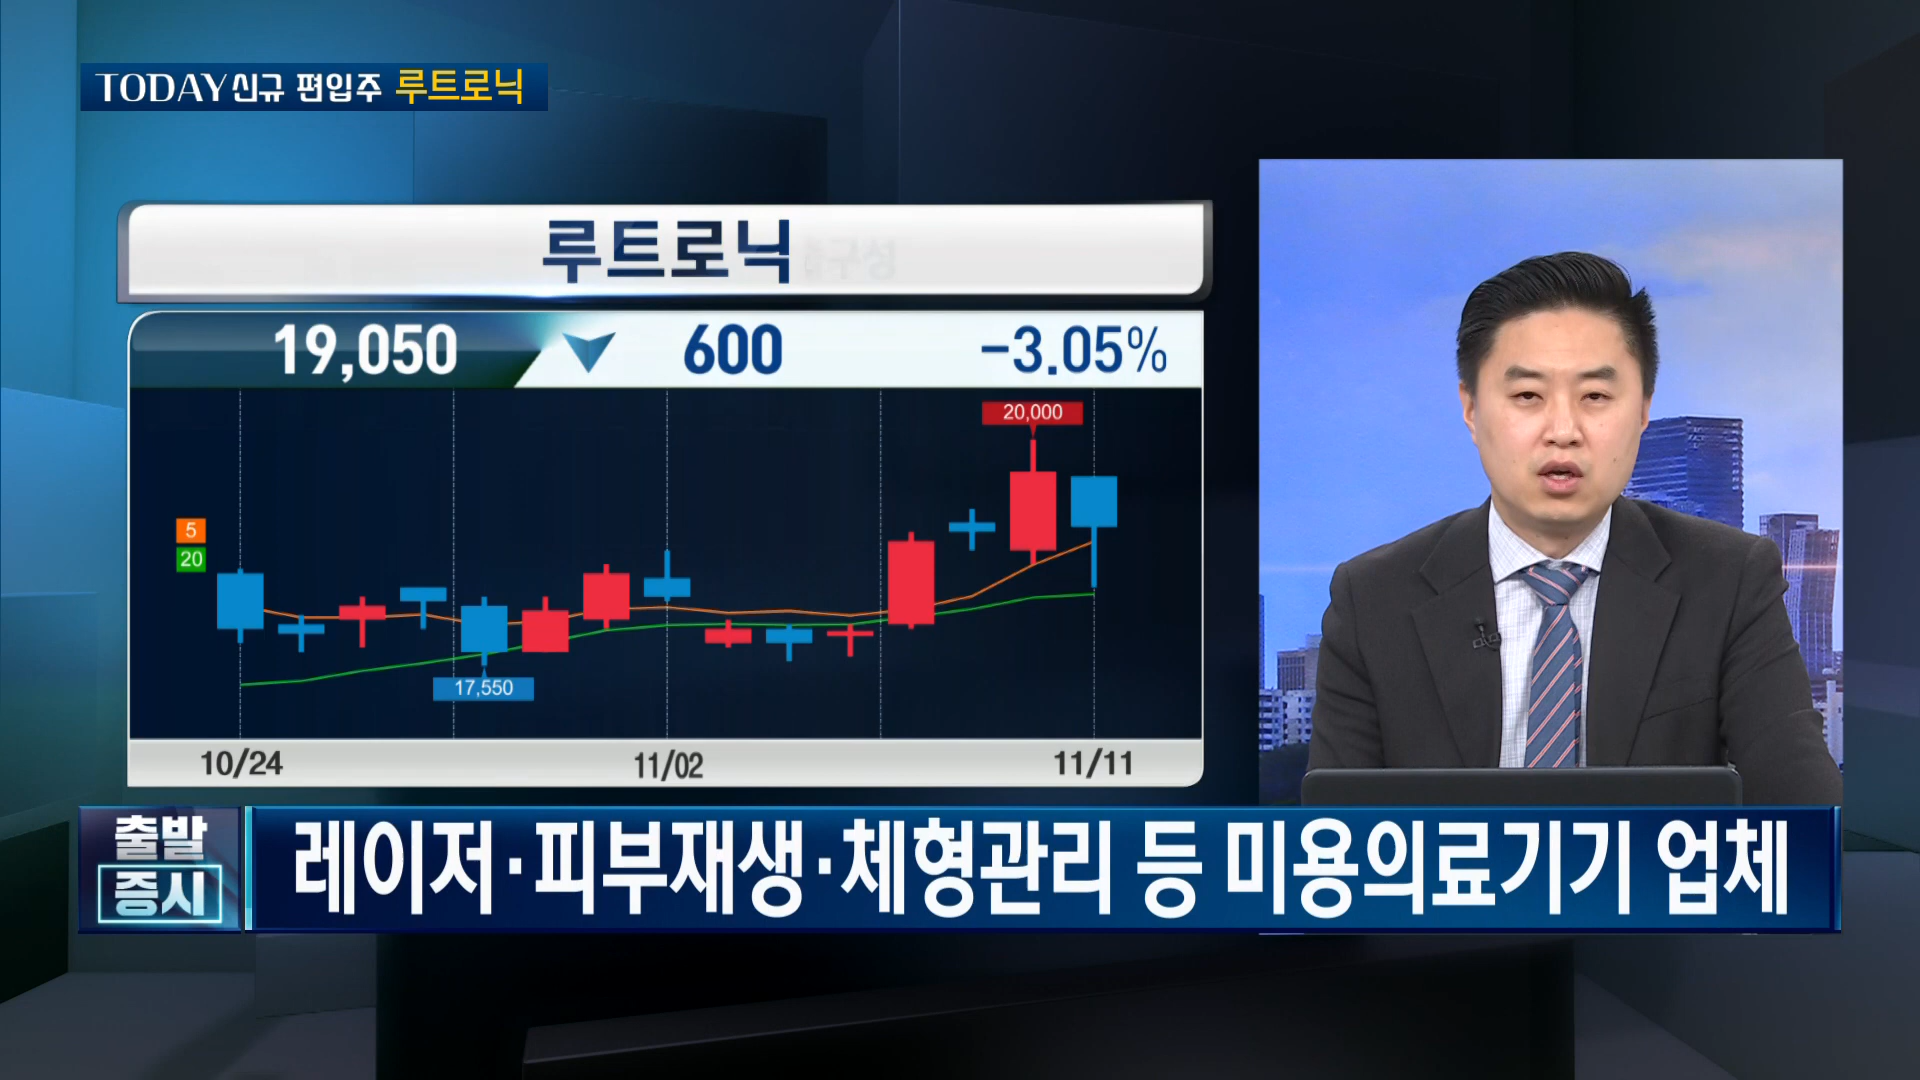 TODAY신규 편입주 루트로닉
루트로닉
19,050 600 -3.05%
20,000
5
20
17,550
10/24 11/02 11/11
출발
증시
레이저·피부재생·체형관리 등 미용의료기기 업체